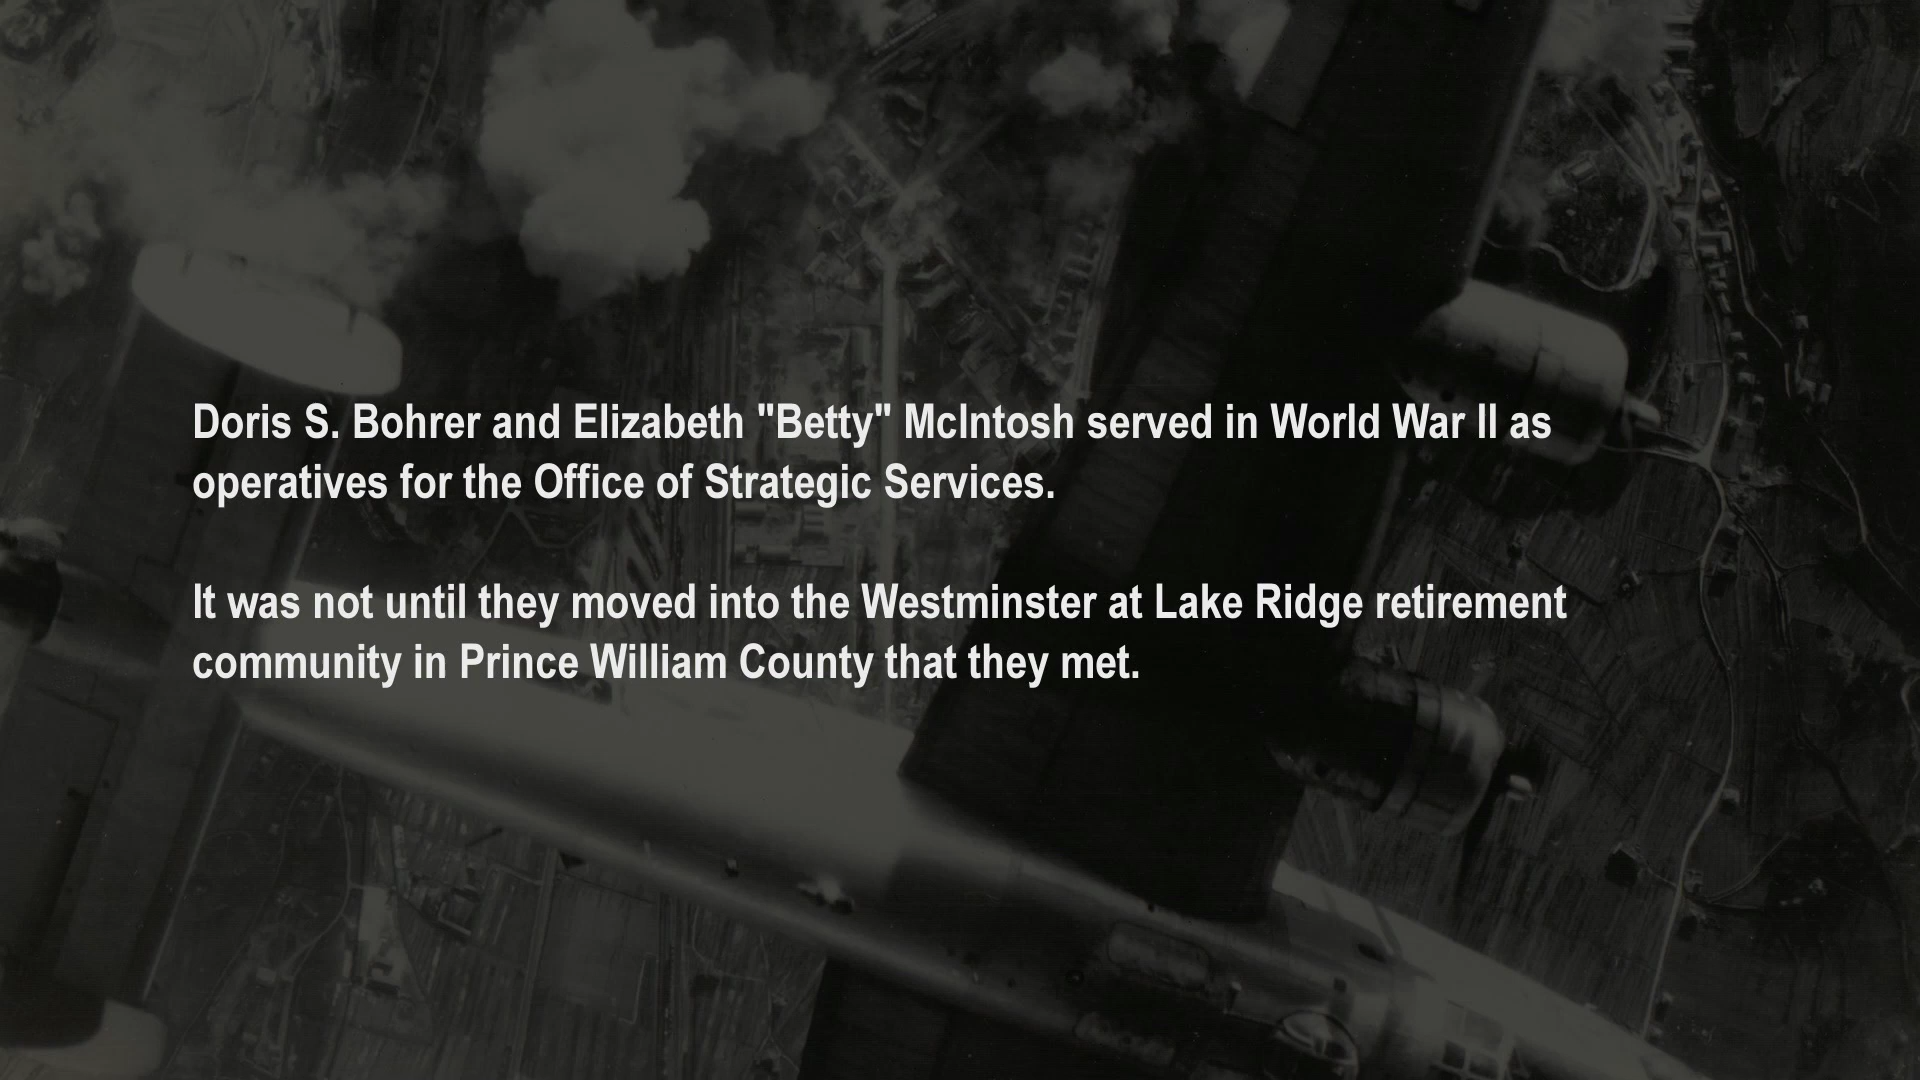 Doris S. Bohrer and Elizabeth "Betty" McIntosh served in World War II as
operatives for the Office of Strategic Services.
It was not until they moved into the Westminster at Lake Ridge retirement
community in Prince William County that they met.